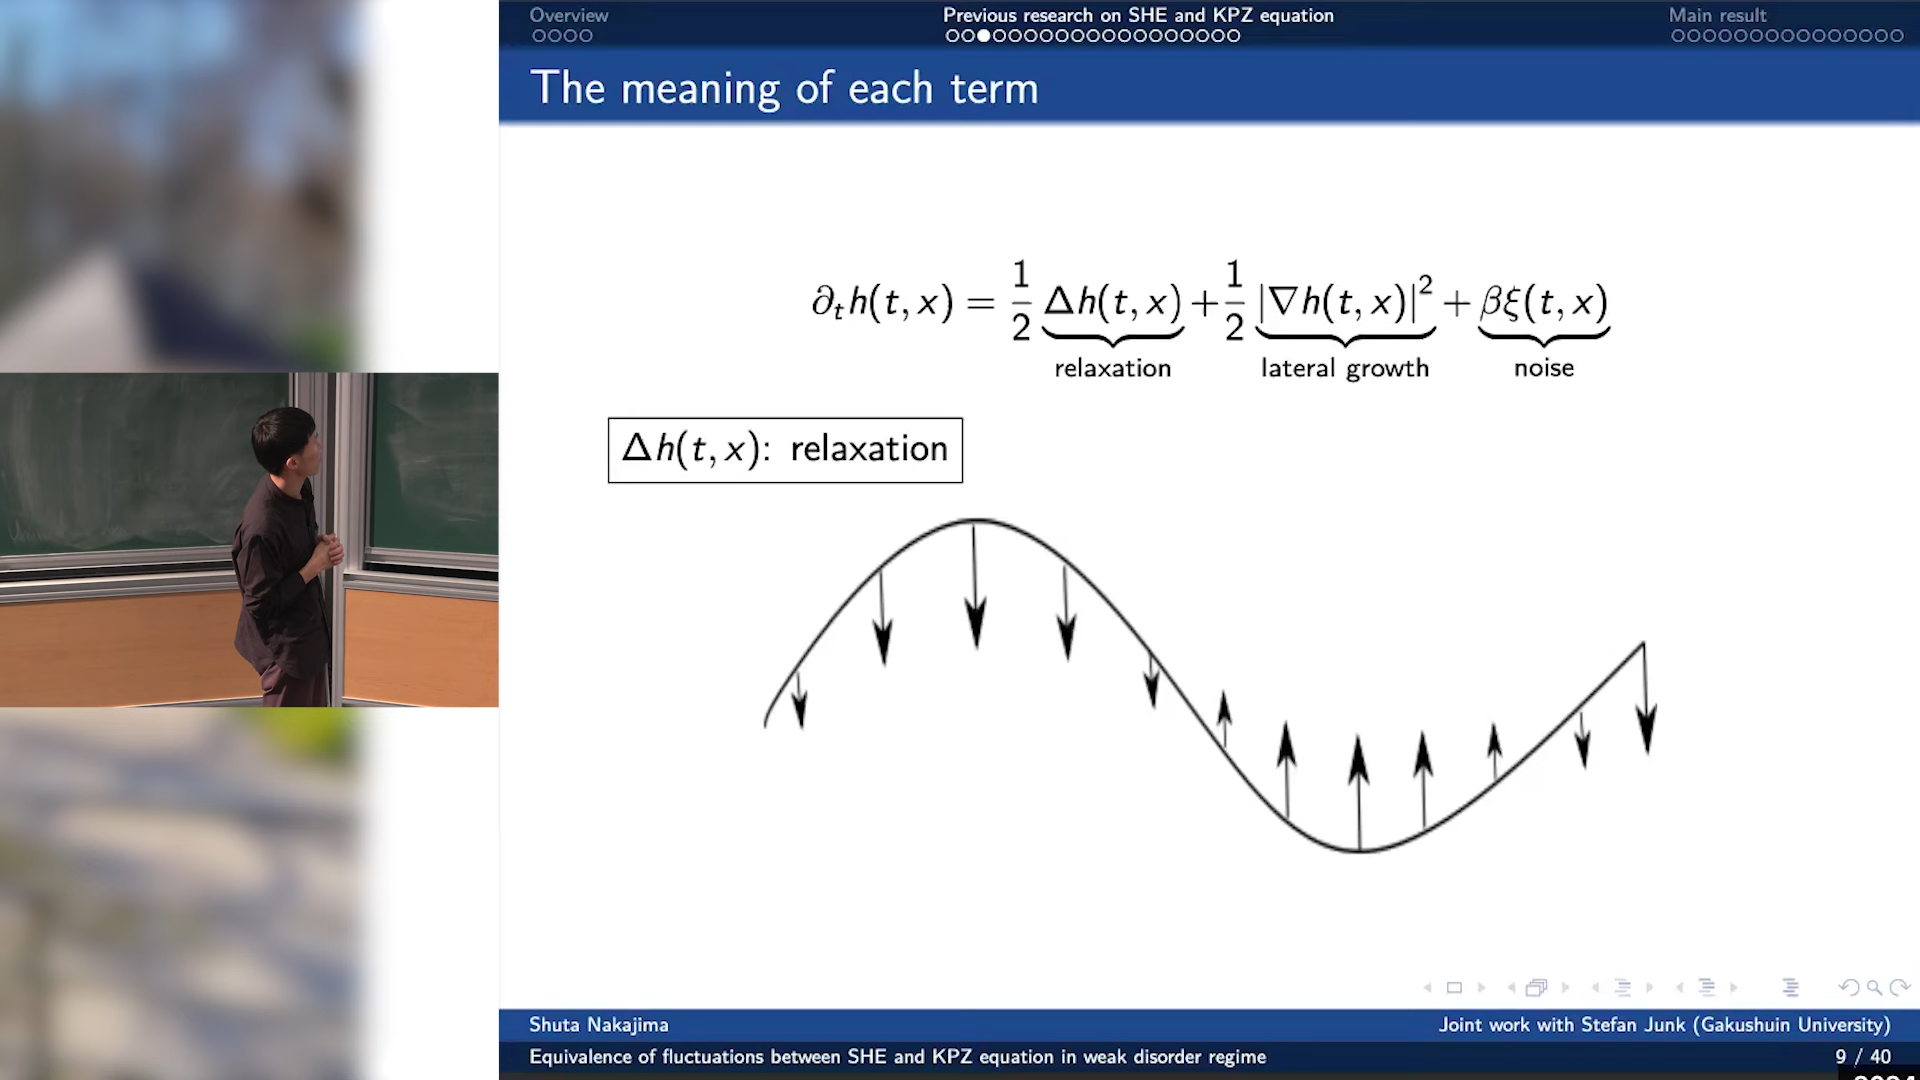 Overview
Previous research on SHE and KPZ equation
Main result
The meaning of each term
∂ₜh(t, x) = 1/2 Δh(t, x) + 1/2 |∇h(t, x)|² + βξ(t, x)
relaxation lateral growth noise
Δh(t, x): relaxation
Shuta Nakajima
Joint work with Stefan Junk (Gakushuin University)
Equivalence of fluctuations between SHE and KPZ equation in weak disorder regime
9 / 40